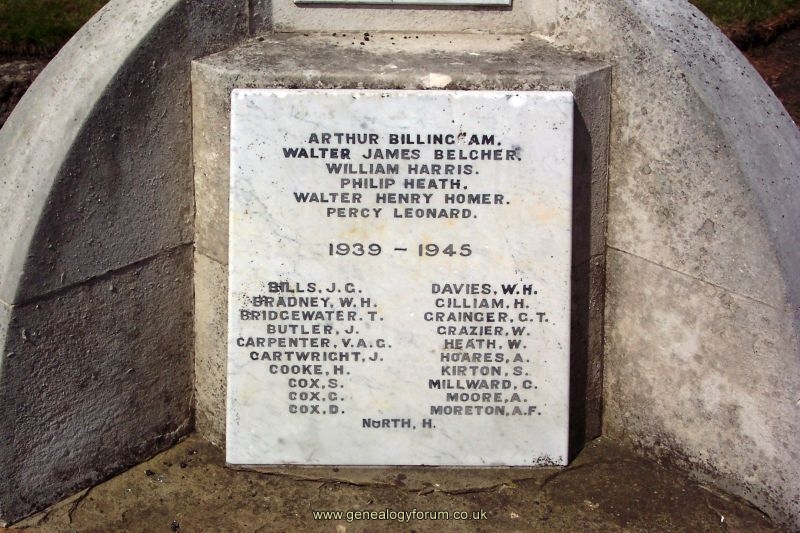 ARTHUR BILLING AM.
WALTER JAMES BELCHER.
WILLIAM HARRIS.
PHILIP HEATH.
WALTER HENRY HOMER.
PERCY LEONARD.
1939 - 1945
BILLS, J.G. DAVIES, W.H.
BRADNEY, W.H. GILLIAM, H.
BRIDGEWATER, T. GRAINGER, G.T.
BUTLER, J. GRAZIER, W.
CARPENTER, V.A.G. HEATH, W.
CARTWRIGHT, J. HOARES, A.
COOKE, H. KIRTON, S.
COX, S. MILLWARD, G.
COX, G. MOORE, A.
COX, D. MORETON, A.F.
NORTH, H.
www.genealogyforum.co.uk